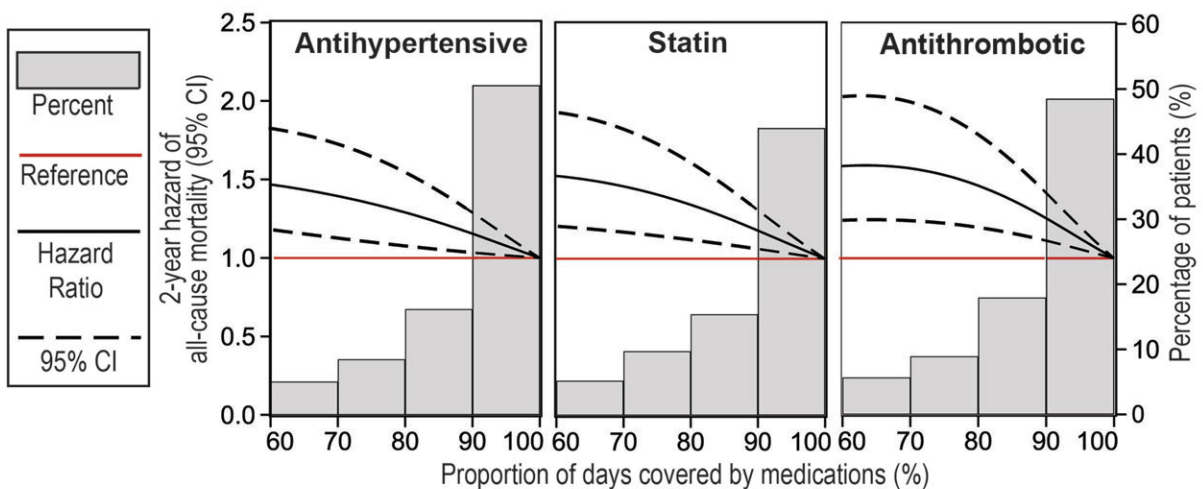 Percent
Reference
Hazard
Ratio
95% CI
2-year hazard of
all-cause mortality (95% CI)
2.5
2.0
1.5
1.0
0.5
0.0
Antihypertensive
Statin
Antithrombotic
60
50
40
30
20
10
0
Percentage of patients (%)
60 70 80 90 100
60 70 80 90 100
60 70 80 90 100
Proportion of days covered by medications (%)